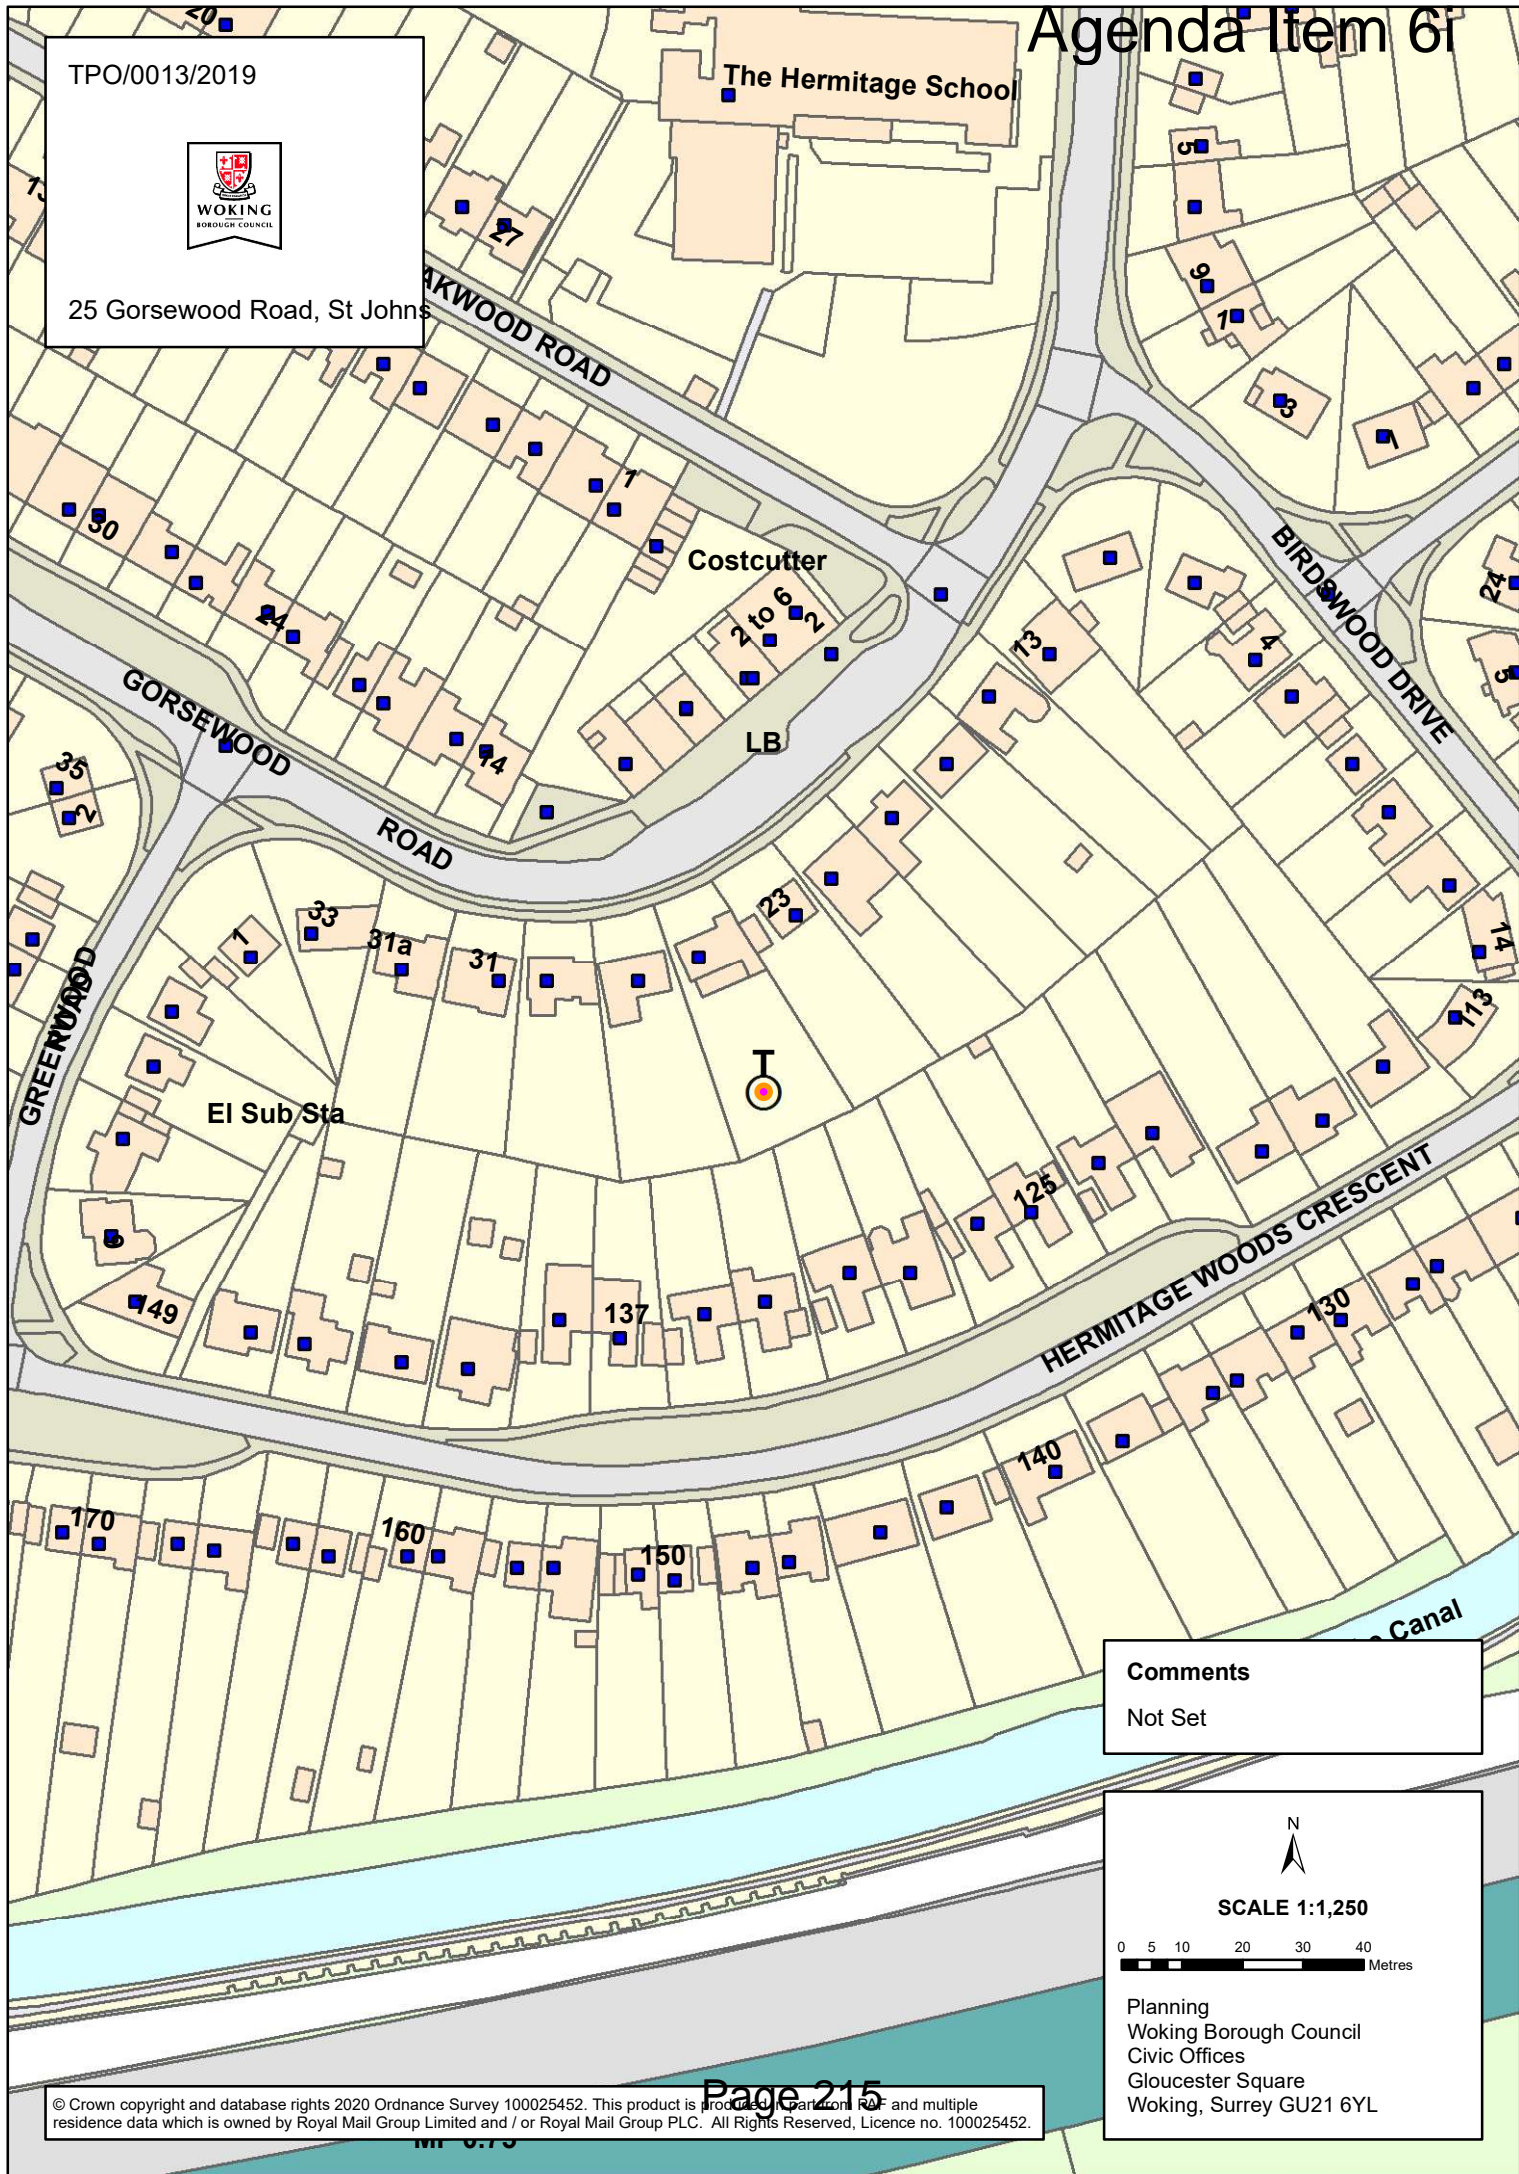 Agenda Item 6i
TPO/0013/2019
WOKING
BOROUGH COUNCIL
25 Gorsewood Road, St Johns
20
The Hermitage School
5
27
9
1
AKWOOD ROAD
3
1
1
30
Costcutter
BIRDSWOOD DRIVE
24
24
2 to 6
2
13
4
5
GORSEWOOD
ROAD
LB
14
35
2
23
33
31a
31
1
14
113
GREENWOOD
ROAD
T
El Sub Sta
125
9
149
137
HERMITAGE WOODS CRESCENT
130
140
170
160
150
Canal
Comments
Not Set
N
SCALE 1:1,250
0 5 10 20 30 40
Metres
Planning
Woking Borough Council
Civic Offices
Gloucester Square
Woking, Surrey GU21 6YL
Page 215
© Crown copyright and database rights 2020 Ordnance Survey 100025452. This product is produced in part from PAF and multiple
residence data which is owned by Royal Mail Group Limited and / or Royal Mail Group PLC. All Rights Reserved, Licence no. 100025452.